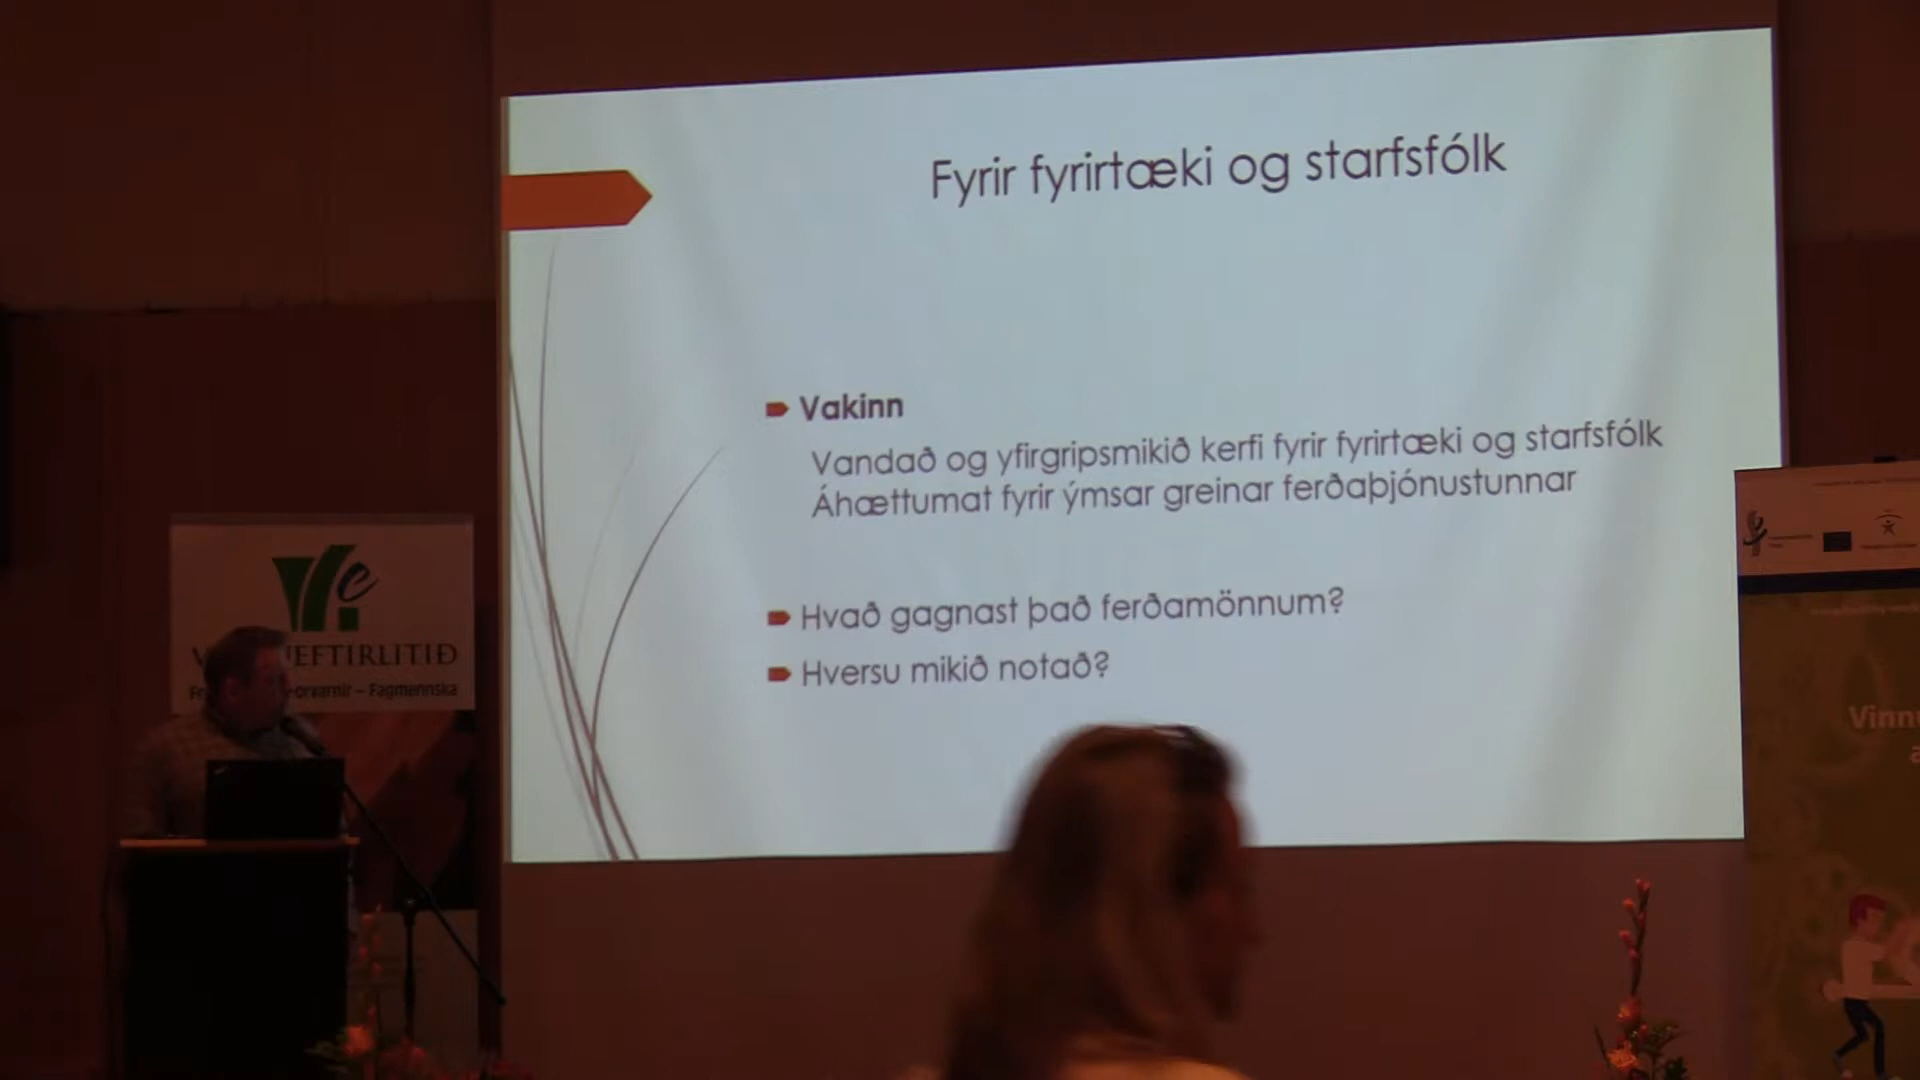 Fyrir fyrirtæki og starfsfólk
Vakinn
Vandað og yfirgripsmikið kerfi fyrir fyrirtæki og starfsfólk
Áhættumat fyrir ýmsar greinar ferðaþjónustunnar
Hvað gagnast það ferðamönnum?
Hversu mikið notað?
EFTIRLITIÐ
– Fagmennska